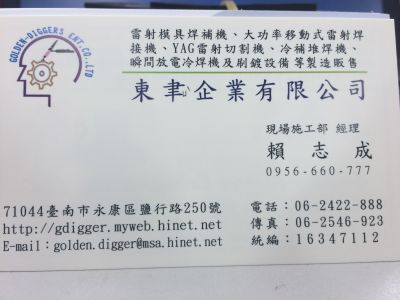 GOLDEN-DIGGERS ENT.CO.,LTD
雷射模具焊補機、大功率移動式雷射焊
接機、YAG雷射切割機、冷補堆焊機、
瞬間放電冷焊機及刷鍍設備等製造販售
東聿企業有限公司
現場施工部 經理
賴志成
0956-660-777
71044臺南市永康區鹽行路250號
電話：06-2422-888
http://gdigger.myweb.hinet.net
傳真：06-2546-923
E-mail：golden.digger@msa.hinet.net
統編：16347112